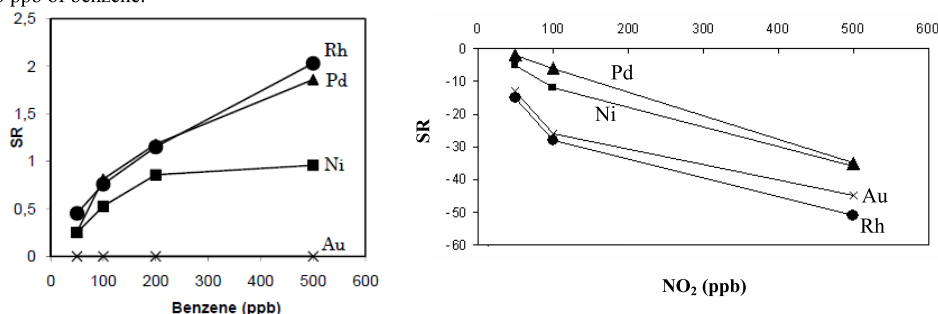 ppb of benzene.
2,5
2
1,5
1
0,5
0
SR
Rh
Pd
Ni
Au
0 100 200 300 400 500 600
Benzene (ppb)
0 100 200 300 400 500 600
0
-10
-20
-30
-40
-50
-60
SR
Pd
Ni
Au
Rh
NO₂ (ppb)